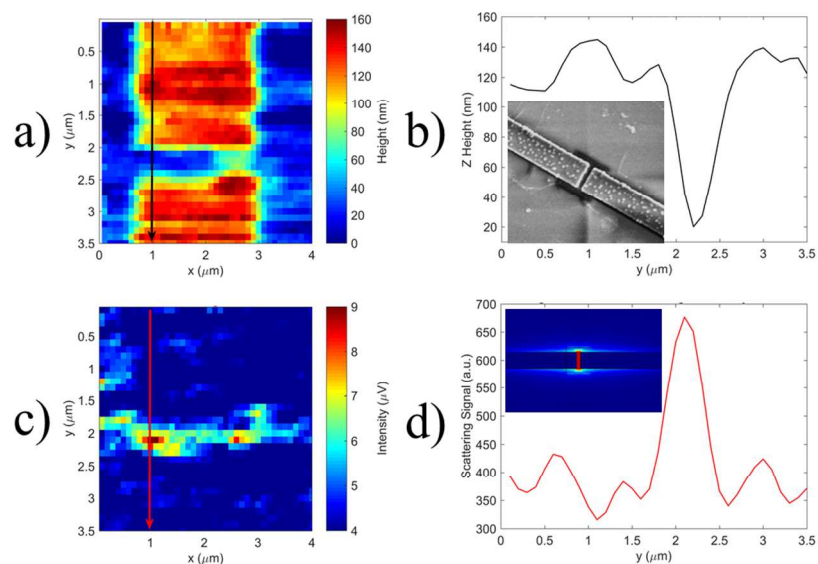 a)
0.5
1
1.5
2
2.5
3
3.5
y (μm)
0 1 2 3 4
x (μm)
160
140
120
100
80
60
40
20
0
Height (nm)
b)
160
140
120
100
80
60
40
20
Z Height (nm)
0 0.5 1 1.5 2 2.5 3 3.5
y (μm)
c)
0.5
1
1.5
2
2.5
3
3.5
y (μm)
1 2 3 4
x (μm)
9
8
7
6
5
4
Intensity (μV)
d)
700
650
600
550
500
450
400
350
300
Scattering Signal (a.u.)
0 0.5 1 1.5 2 2.5 3 3.5
y (μm)